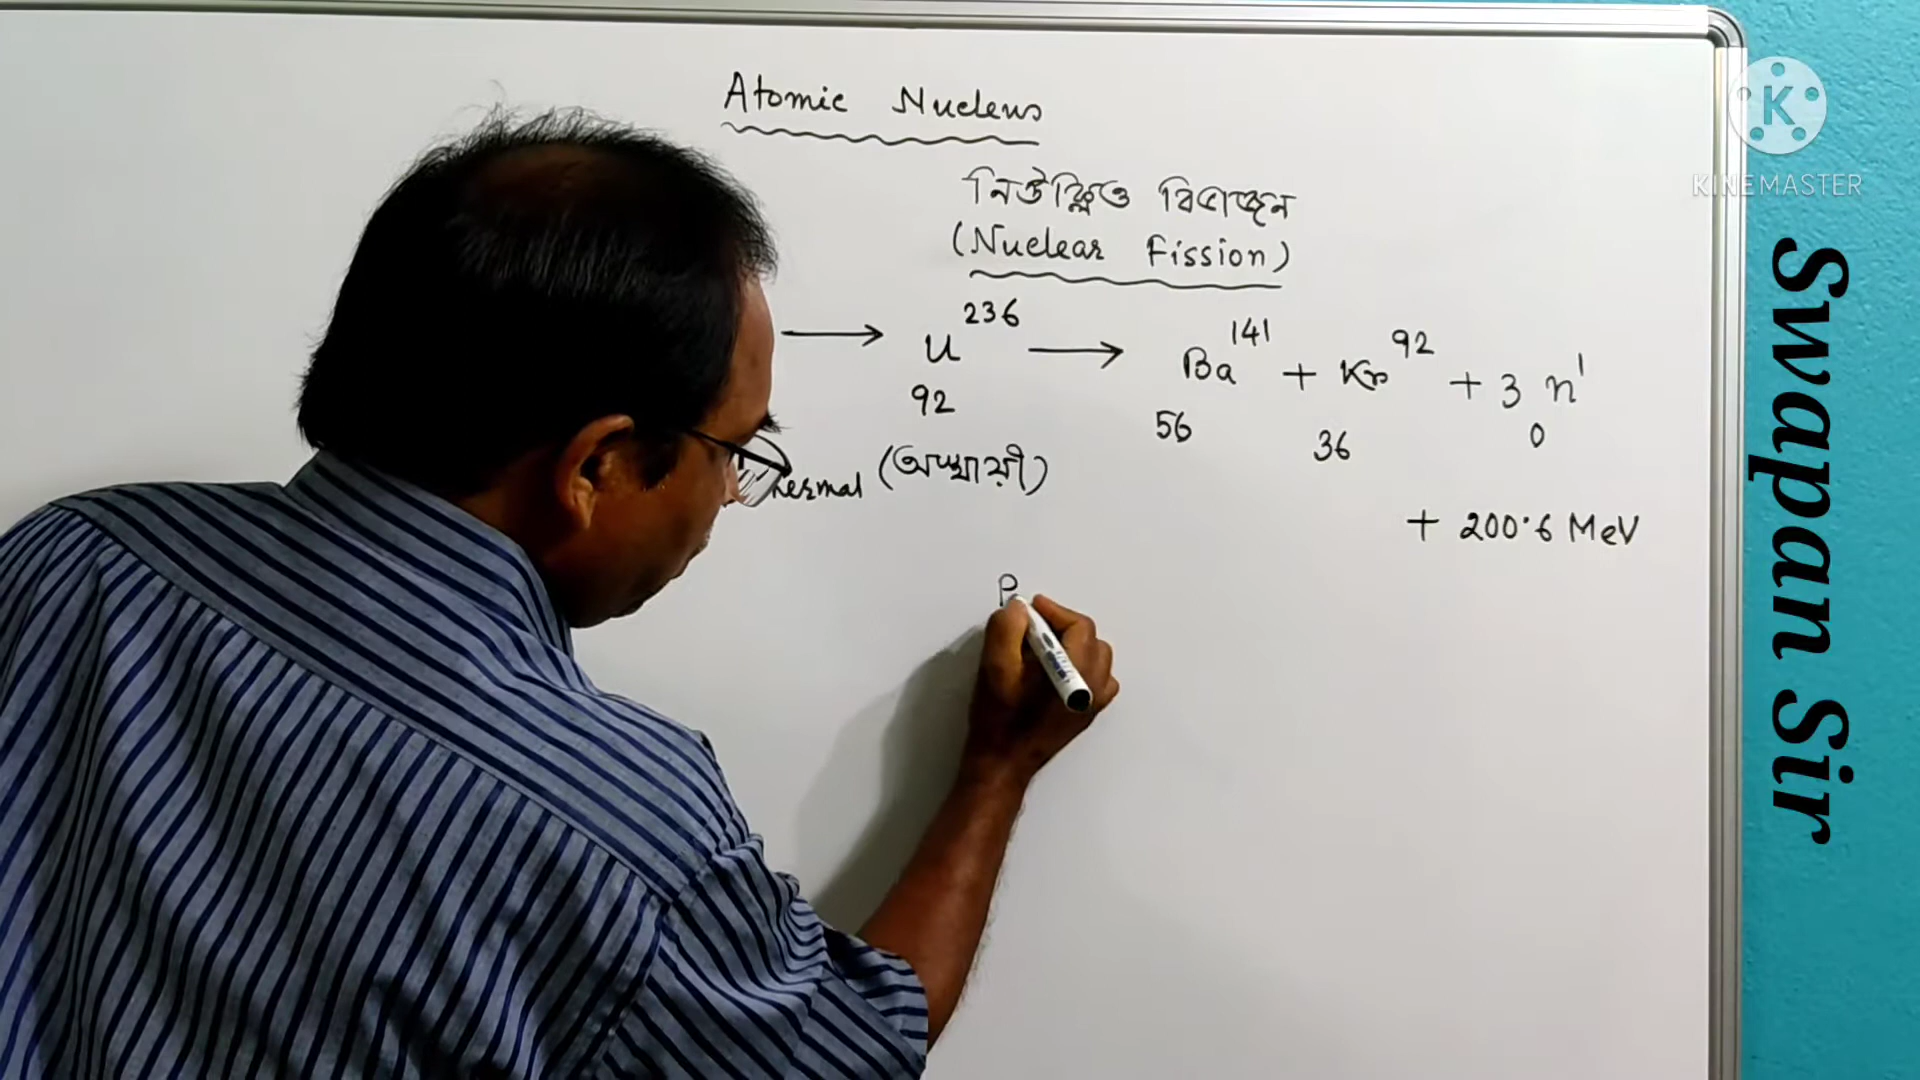 Atomic Nucleus
নিউক্লিও বিভাজন
(Nuclear Fission)
→ U 236 → Ba 141 + Kr 92 + 3 n 1
92 56 36 0
hermal (অস্থায়ী)
+ 200.6 MeV
P
KINEMASTER
Swapan Sir